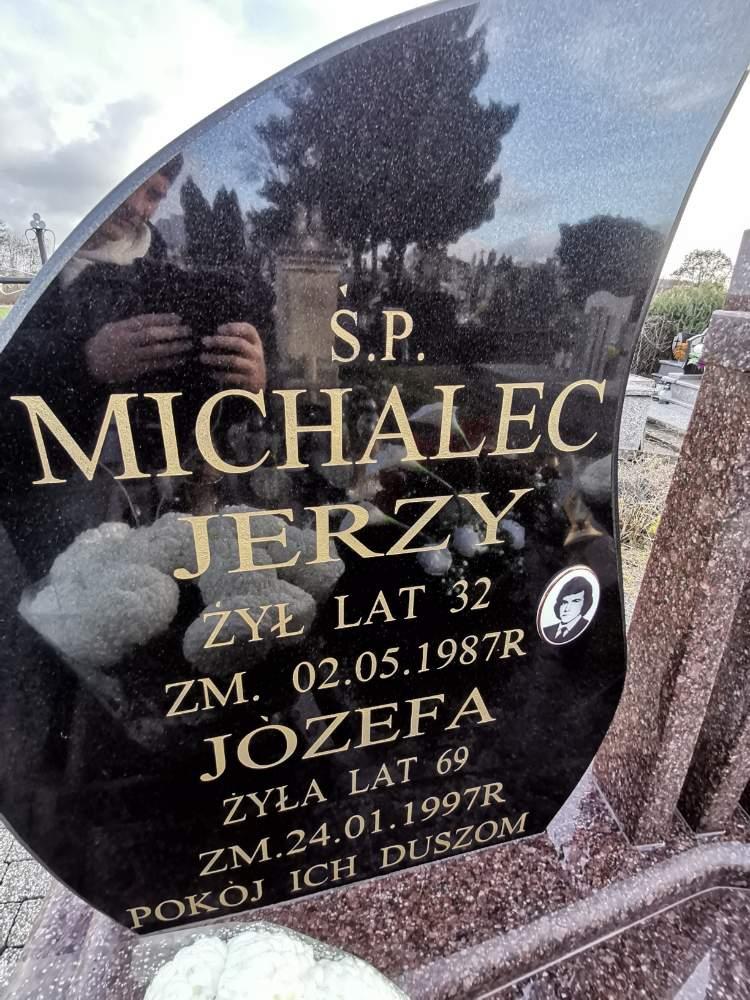 Ś.P.
MICHALEC
JERZY
ŻYŁ LAT 32
ZM. 02.05.1987R
JÒZEFA
ŻYŁA LAT 69
ZM.24.01.1997R
POKÒJ ICH DUSZOM